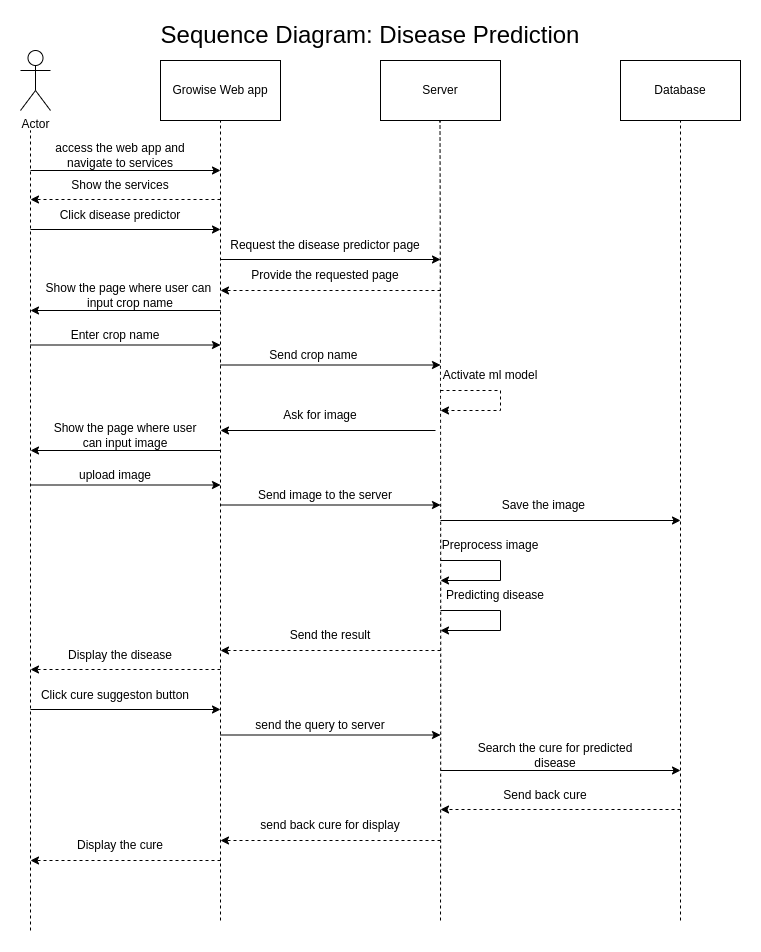 Sequence Diagram: Disease Prediction
Growise Web app
Server
Database
Actor
access the web app and
navigate to services
Show the services
Click disease predictor
Request the disease predictor page
Provide the requested page
Show the page where user can
input crop name
Enter crop name
Send crop name
Activate ml model
Ask for image
Show the page where user
can input image
upload image
Send image to the server
Save the image
Preprocess image
Predicting disease
Send the result
Display the disease
Click cure suggeston button
send the query to server
Search the cure for predicted
disease
Send back cure
send back cure for display
Display the cure